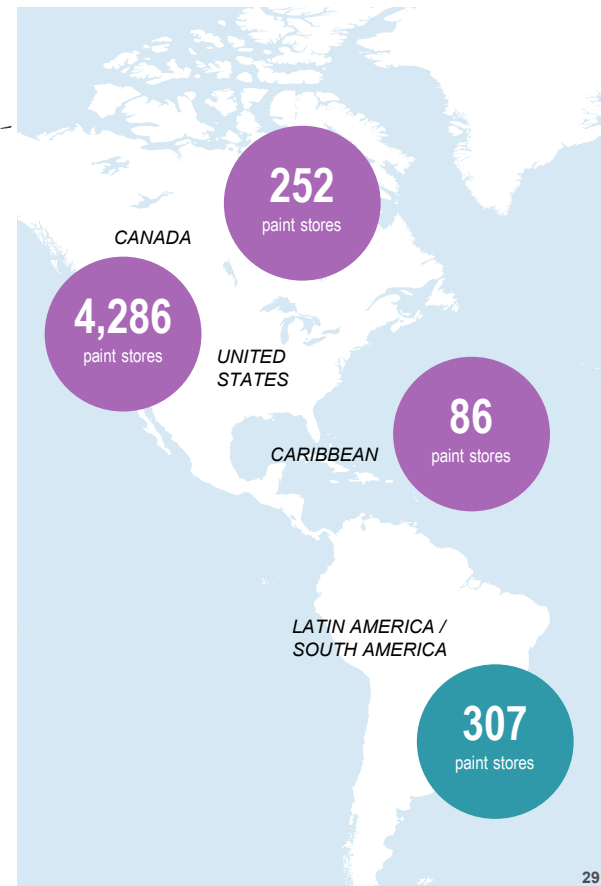 252
paint stores
CANADA
4,286
paint stores
UNITED
STATES
86
paint stores
CARIBBEAN
LATIN AMERICA /
SOUTH AMERICA
307
paint stores
29